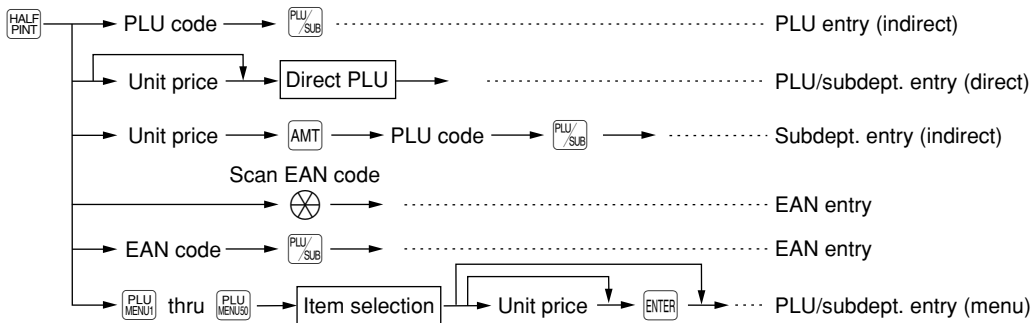 HALF PINT PLU code PLU/SUB PLU entry (indirect)
Unit price Direct PLU PLU/subdept. entry (direct)
Unit price AMT PLU code PLU/SUB Subdept. entry (indirect)
Scan EAN code
EAN entry
EAN code PLU/SUB EAN entry
PLU MENU1 thru PLU MENU50 Item selection Unit price ENTER PLU/subdept. entry (menu)